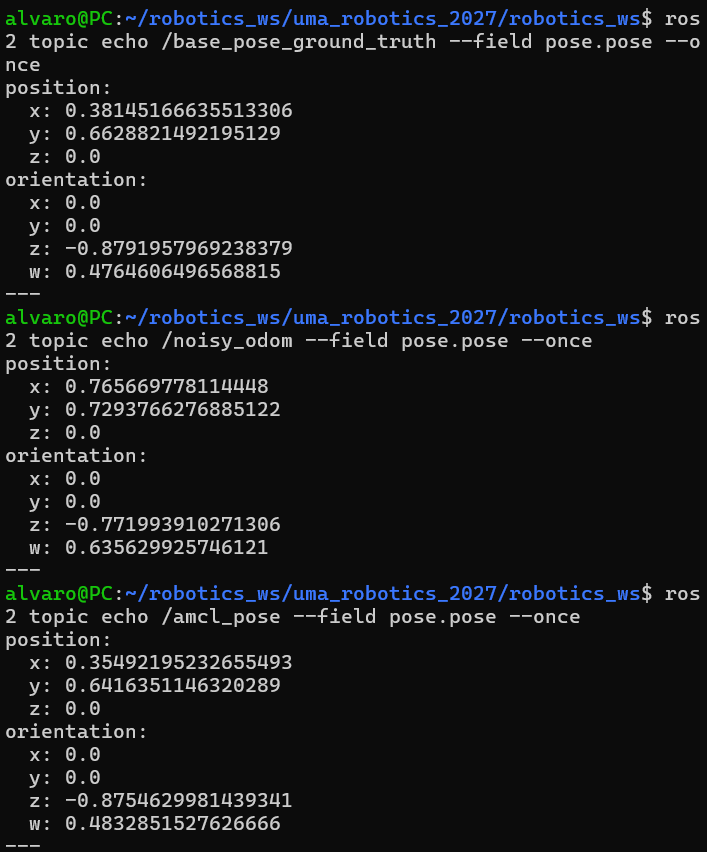 alvaro@PC:~/robotics_ws/uma_robotics_2027/robotics_ws$ ros
2 topic echo /base_pose_ground_truth --field pose.pose --o
nce
position:
  x: 0.38145166635513306
  y: 0.6628821492195129
  z: 0.0
orientation:
  x: 0.0
  y: 0.0
  z: -0.8791957969238379
  w: 0.4764606496568815
---
alvaro@PC:~/robotics_ws/uma_robotics_2027/robotics_ws$ ros
2 topic echo /noisy_odom --field pose.pose --once
position:
  x: 0.765669778114448
  y: 0.7293766276885122
  z: 0.0
orientation:
  x: 0.0
  y: 0.0
  z: -0.771993910271306
  w: 0.635629925746121
---
alvaro@PC:~/robotics_ws/uma_robotics_2027/robotics_ws$ ros
2 topic echo /amcl_pose --field pose.pose --once
position:
  x: 0.35492195232655493
  y: 0.6416351146320289
  z: 0.0
orientation:
  x: 0.0
  y: 0.0
  z: -0.8754629981439341
  w: 0.4832851527626666
---